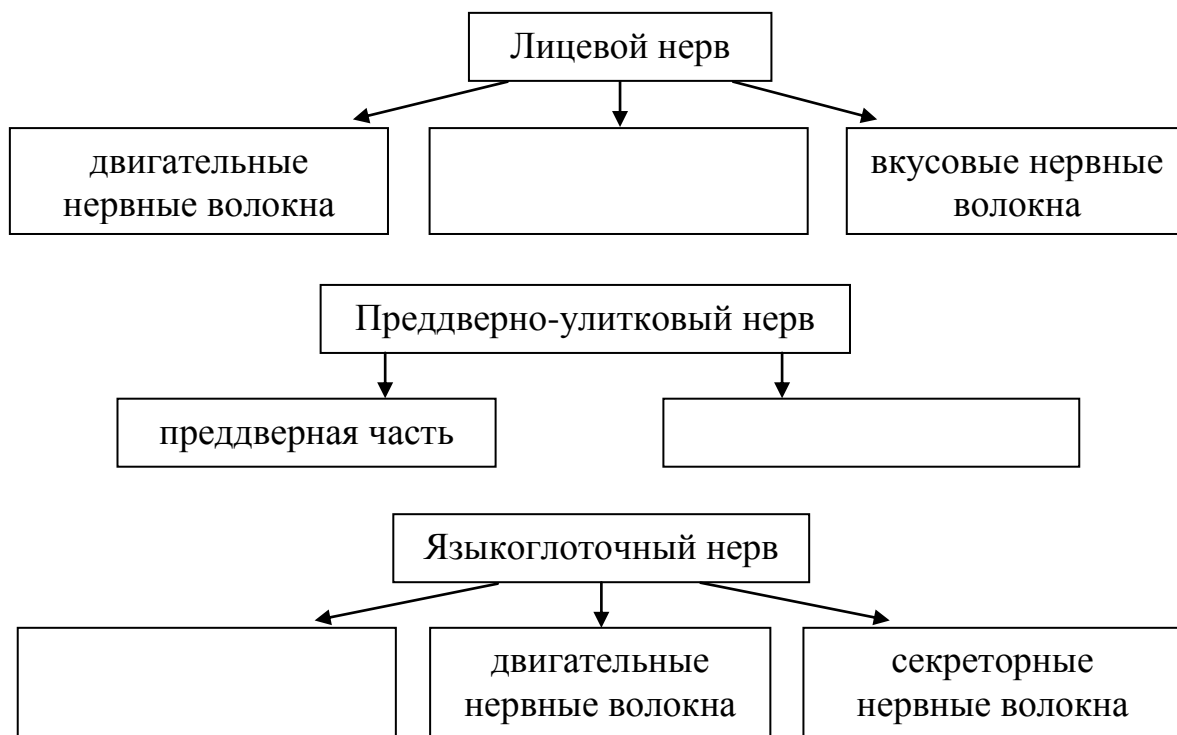 Лицевой нерв
двигательные
нервные волокна
вкусовые нервные
волокна
Преддверно-улитковый нерв
преддверная часть
Языкоглоточный нерв
двигательные
нервные волокна
секреторные
нервные волокна